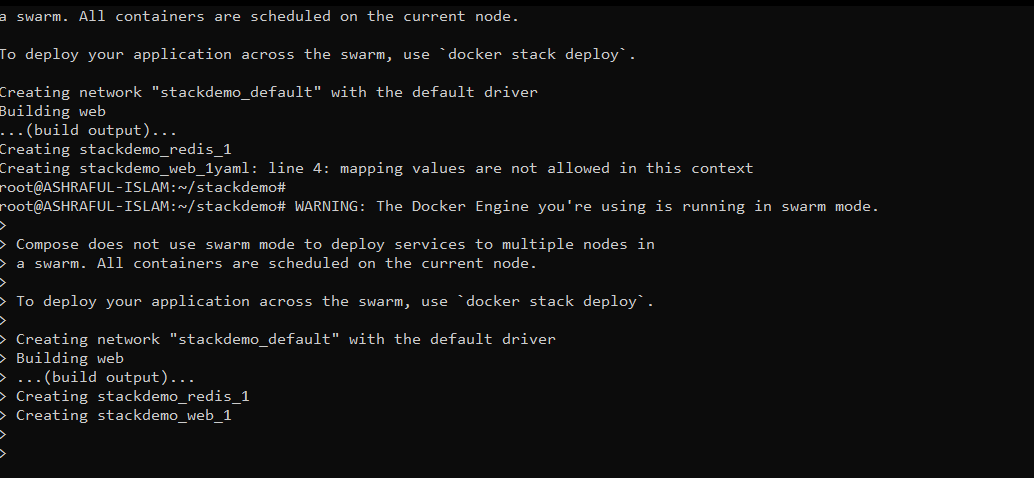 a swarm. All containers are scheduled on the current node.
To deploy your application across the swarm, use `docker stack deploy`.
Creating network "stackdemo_default" with the default driver
Building web
...(build output)...
Creating stackdemo_redis_1
Creating stackdemo_web_1yaml: line 4: mapping values are not allowed in this context
root@ASHRAFUL-ISLAM:~/stackdemo#
root@ASHRAFUL-ISLAM:~/stackdemo# WARNING: The Docker Engine you're using is running in swarm mode.
>
> Compose does not use swarm mode to deploy services to multiple nodes in
> a swarm. All containers are scheduled on the current node.
>
> To deploy your application across the swarm, use `docker stack deploy`.
>
> Creating network "stackdemo_default" with the default driver
> Building web
> ...(build output)...
> Creating stackdemo_redis_1
> Creating stackdemo_web_1
>
>